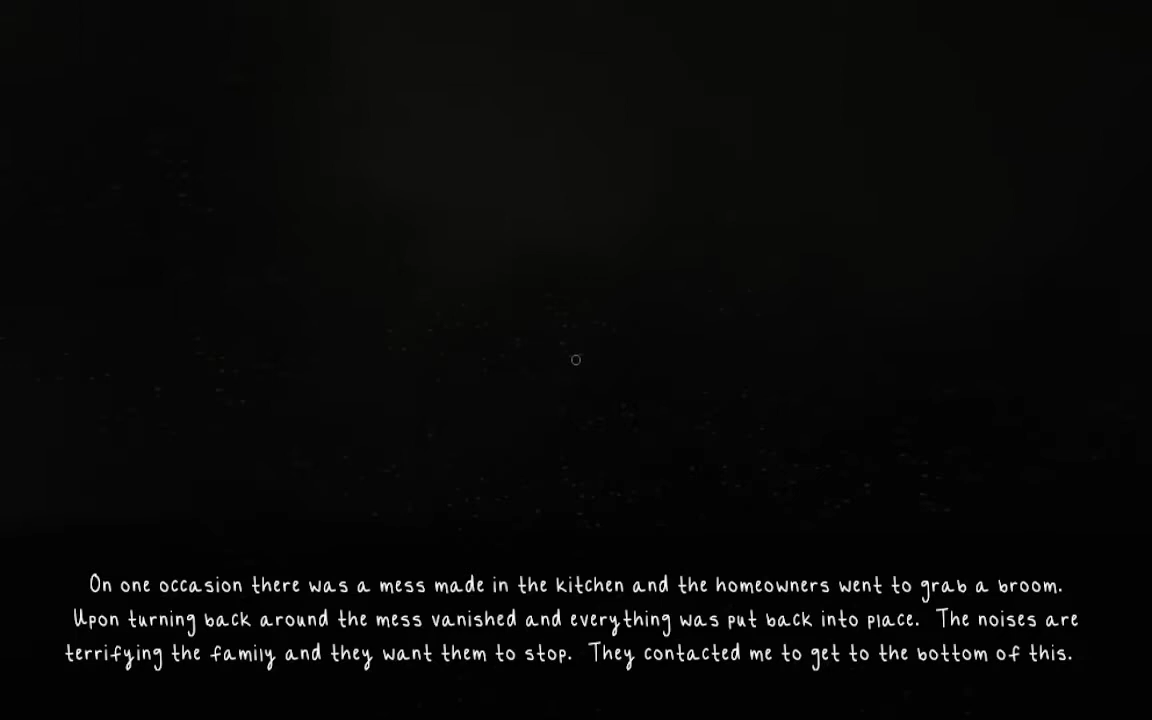 On one occasion there was a mess made in the kitchen and the homeowners went to grab a broom.
Upon turning back around the mess vanished and everything was put back into place. The noises are
terrifying the family and they want them to stop. They contacted me to get to the bottom of this.